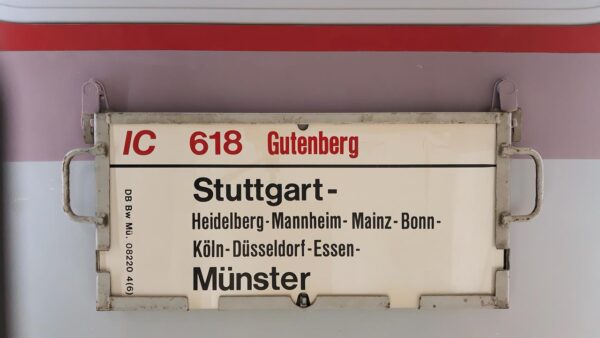 IC 618 Gutenberg
Stuttgart-
Heidelberg-Mannheim-Mainz-Bonn-
Köln-Düsseldorf-Essen-
Münster
DB Bw Mü. 08220 4(6)